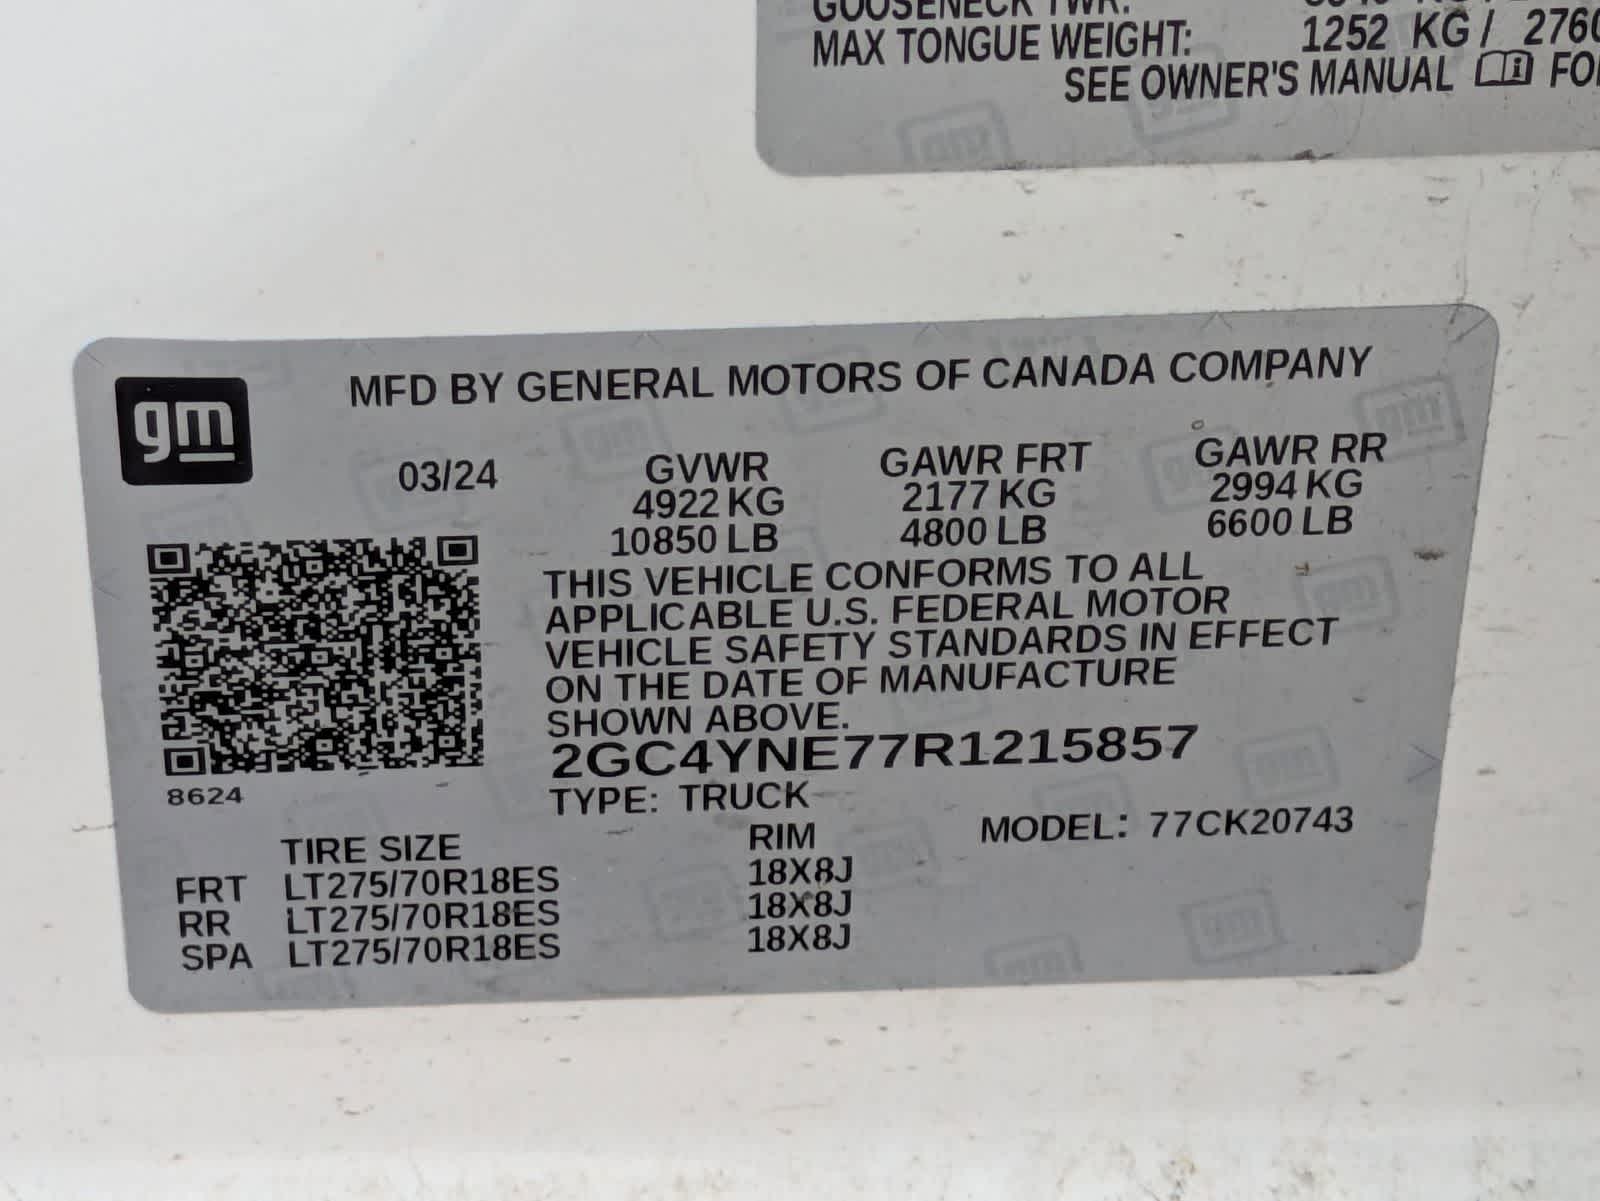 GOOSENECK TWR:
MAX TONGUE WEIGHT: 1252 KG / 2760
SEE OWNER'S MANUAL
gm
MFD BY GENERAL MOTORS OF CANADA COMPANY
03/24 GVWR GAWR FRT GAWR RR
4922 KG 2177 KG 2994 KG
10850 LB 4800 LB 6600 LB
THIS VEHICLE CONFORMS TO ALL
APPLICABLE U.S. FEDERAL MOTOR
VEHICLE SAFETY STANDARDS IN EFFECT
ON THE DATE OF MANUFACTURE
SHOWN ABOVE.
2GC4YNE77R1215857
8624
TYPE: TRUCK
TIRE SIZE RIM MODEL: 77CK20743
FRT LT275/70R18ES 18X8J
RR LT275/70R18ES 18X8J
SPA LT275/70R18ES 18X8J